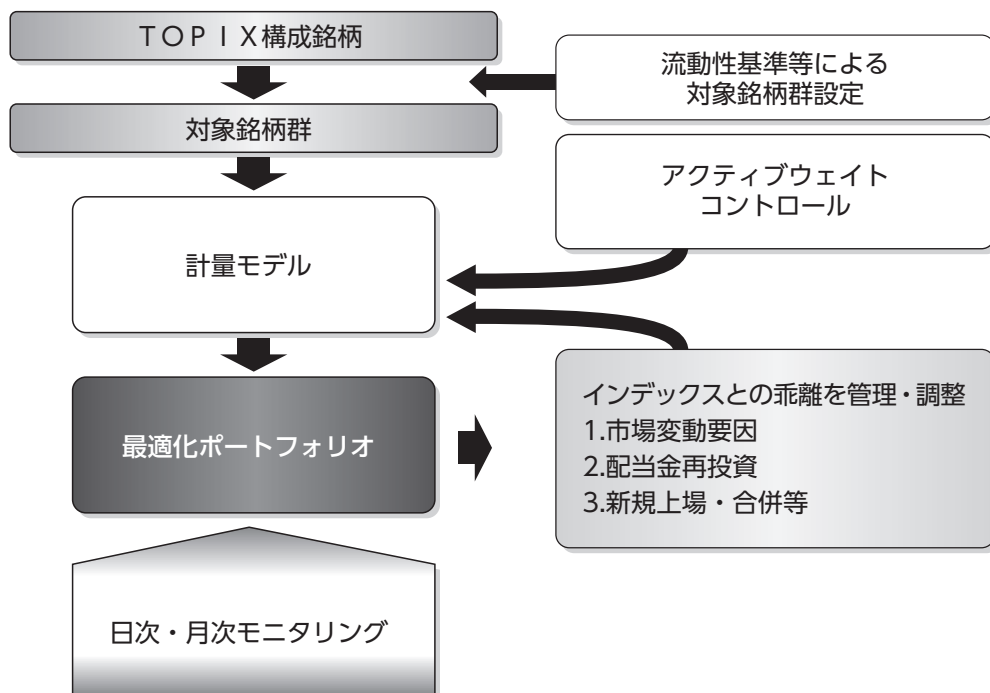 ＴＯＰＩＸ構成銘柄
流動性基準等による
対象銘柄群設定
対象銘柄群
アクティブウェイト
コントロール
計量モデル
最適化ポートフォリオ
インデックスとの乖離を管理・調整
1.市場変動要因
2.配当金再投資
3.新規上場・合併等
日次・月次モニタリング